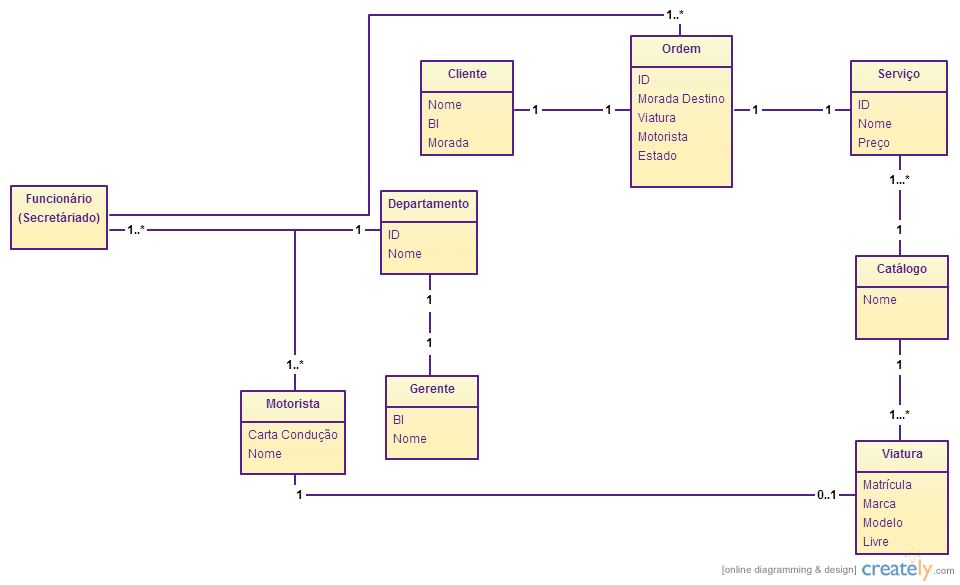 1..*
Ordem
ID
Morada Destino
Viatura
Motorista
Estado
Cliente
Nome
BI
Morada
1
1
1
1
Serviço
ID
Nome
Preço
1...*
1
Funcionário
(Secretáriado)
1..*
1
Departamento
ID
Nome
1
1
Catálogo
Nome
1
1...*
1..*
Motorista
Carta Condução
Nome
Gerente
BI
Nome
1
0..1
Viatura
Matrícula
Marca
Modelo
Livre
[online diagramming & design] creately.com